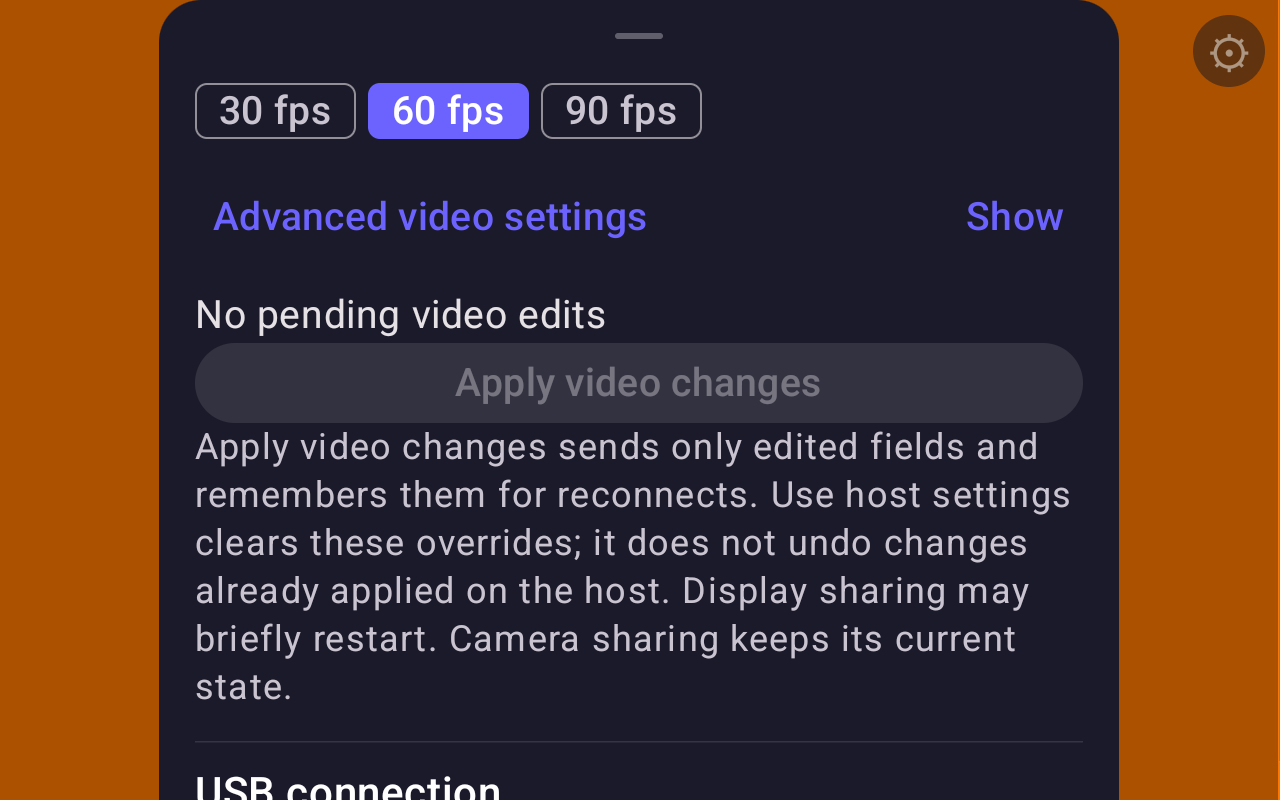 30 fps 60 fps 90 fps
Advanced video settings Show
No pending video edits
Apply video changes
Apply video changes sends only edited fields and
remembers them for reconnects. Use host settings
clears these overrides; it does not undo changes
already applied on the host. Display sharing may
briefly restart. Camera sharing keeps its current
state.
USB connection